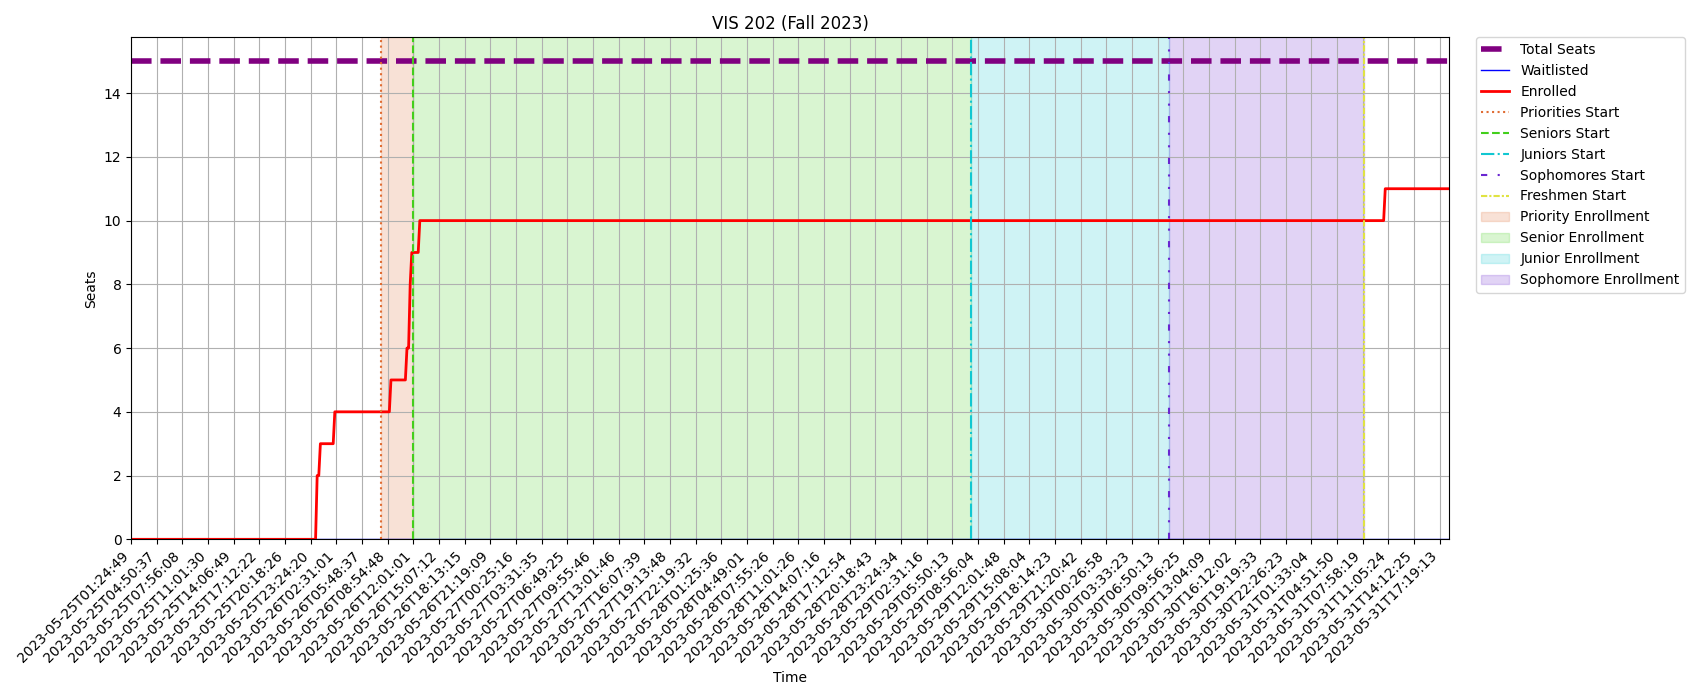 VIS 202 (Fall 2023)
Total Seats
Waitlisted
Enrolled
Priorities Start
Seniors Start
Juniors Start
Sophomores Start
Freshmen Start
Priority Enrollment
Senior Enrollment
Junior Enrollment
Sophomore Enrollment
Seats
14
12
10
8
6
4
2
0
2023-05-25T01:24:49
2023-05-25T04:50:37
2023-05-25T07:56:08
2023-05-25T11:01:30
2023-05-25T14:06:49
2023-05-25T17:12:22
2023-05-25T20:18:26
2023-05-25T23:24:20
2023-05-26T02:31:01
2023-05-26T05:48:37
2023-05-26T08:54:48
2023-05-26T12:01:01
2023-05-26T15:07:12
2023-05-26T18:13:15
2023-05-26T21:19:09
2023-05-27T00:25:16
2023-05-27T03:31:35
2023-05-27T06:49:25
2023-05-27T09:55:46
2023-05-27T13:01:46
2023-05-27T16:07:39
2023-05-27T19:13:48
2023-05-27T22:19:32
2023-05-28T01:25:36
2023-05-28T04:49:01
2023-05-28T07:55:26
2023-05-28T11:01:26
2023-05-28T14:07:16
2023-05-28T17:12:54
2023-05-28T20:18:43
2023-05-28T23:24:34
2023-05-29T02:31:16
2023-05-29T05:50:13
2023-05-29T08:56:04
2023-05-29T12:01:48
2023-05-29T15:08:04
2023-05-29T18:14:23
2023-05-29T21:20:42
2023-05-30T00:26:58
2023-05-30T03:33:23
2023-05-30T06:50:13
2023-05-30T09:56:25
2023-05-30T13:04:09
2023-05-30T16:12:02
2023-05-30T19:19:33
2023-05-30T22:26:23
2023-05-31T01:33:04
2023-05-31T04:51:50
2023-05-31T07:58:19
2023-05-31T11:05:24
2023-05-31T14:12:25
2023-05-31T17:19:13
Time